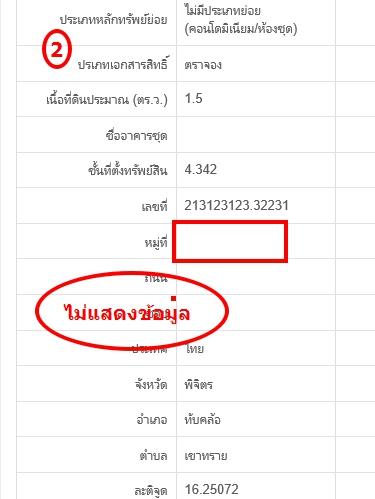 ประเภทหลักทรัพย์ย่อย ไม่มีประเภทย่อย
(คอนโดมิเนียม/ห้องชุด)
2
ปรเภทเอกสารสิทธิ์ ตราจอง
เนื้อที่ดินประมาณ (ตร.ว.) 1.5
ชื่ออาคารชุด
ชั้นที่ตั้งทรัพย์สิน 4.342
เลขที่ 213123123.32231
หมู่ที่
ถนน
ไม่แสดงข้อมูล
ประเทศ ไทย
จังหวัด พิจิตร
อำเภอ ทับคล้อ
ตำบล เขาทราย
ละติจูด 16.25072